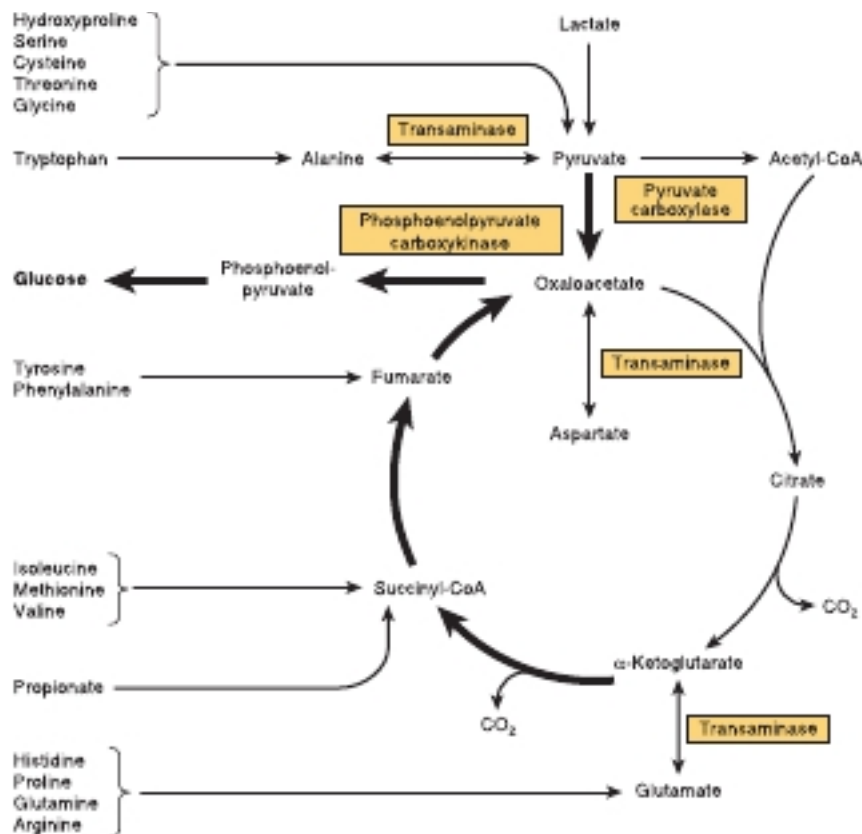 Hydroxyproline
Serine
Cysteine
Threonine
Glycine
Lactate
Transaminase
Tryptophan
Alanine
Pyruvate
Acetyl-CoA
Pyruvate
carboxylase
Phosphoenolpyruvate
carboxykinase
Glucose
Phosphoenol-
pyruvate
Oxaloacetate
Tyrosine
Phenylalanine
Fumarate
Transaminase
Aspartate
Citrate
Isoleucine
Methionine
Valine
Succinyl-CoA
CO₂
α-Ketoglutarate
Propionate
CO₂
Transaminase
Histidine
Proline
Glutamine
Arginine
Glutamate